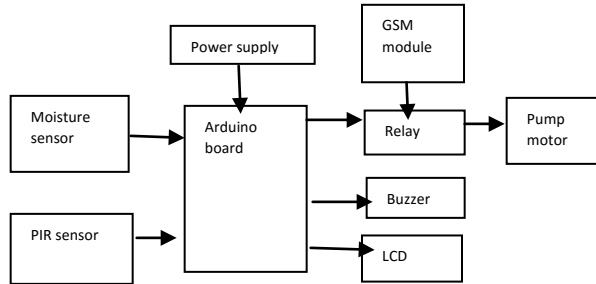 Power supply
GSM
module
Moisture
sensor
Arduino
board
Relay
Pump
motor
PIR sensor
Buzzer
LCD